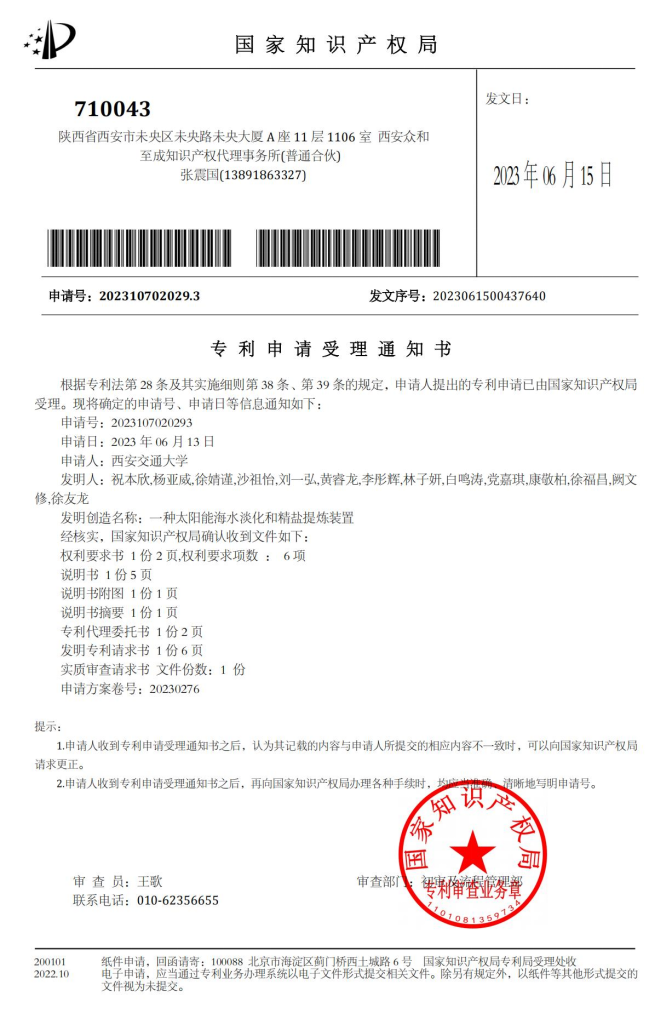 国家知识产权局
710043
发文日：
陕西省西安市未央区未央路未央大厦 A 座 11 层 1106 室 西安众和
至成知识产权代理事务所(普通合伙)
张震国(13891863327)
2023 年 06 月 15 日
申请号：202310702029.3
发文序号：2023061500437640
专利申请受理通知书
根据专利法第 28 条及其实施细则第 38 条、第 39 条的规定，申请人提出的专利申请已由国家知识产权局
受理。现将确定的申请号、申请日等信息通知如下：
申请号：2023107020293
申请日：2023 年 06 月 13 日
申请人：西安交通大学
发明人：祝本欣,杨亚威,徐婧谨,沙祖怡,刘一弘,黄睿龙,李彤辉,林子妍,白鸣涛,党嘉琪,康敬柏,徐福昌,阙文
修,徐友龙
发明创造名称：一种太阳能海水淡化和精盐提炼装置
经核实，国家知识产权局确认收到文件如下：
权利要求书 1 份 2 页,权利要求项数 ： 6 项
说明书 1 份 5 页
说明书附图 1 份 1 页
说明书摘要 1 份 1 页
专利代理委托书 1 份 2 页
发明专利请求书 1 份 6 页
实质审查请求书 文件份数：1 份
申请方案卷号：20230276
提示：
1.申请人收到专利申请受理通知书之后，认为其记载的内容与申请人所提交的相应内容不一致时，可以向国家知识产权局
请求更正。
2.申请人收到专利申请受理通知书之后，再向国家知识产权局办理各种手续时，均应当准确、清晰地写明申请号。
国家知识产权局
审 查 员：王歌
审查部门：初审及流程管理部
专利审查业务章
联系电话：010-62356655
1101081359734
200101
2022.10
纸件申请，回函请寄：100088 北京市海淀区蓟门桥西土城路 6 号 国家知识产权局专利局受理处收
电子申请，应当通过专利业务办理系统以电子文件形式提交相关文件。除另有规定外，以纸件等其他形式提交的
文件视为未提交。